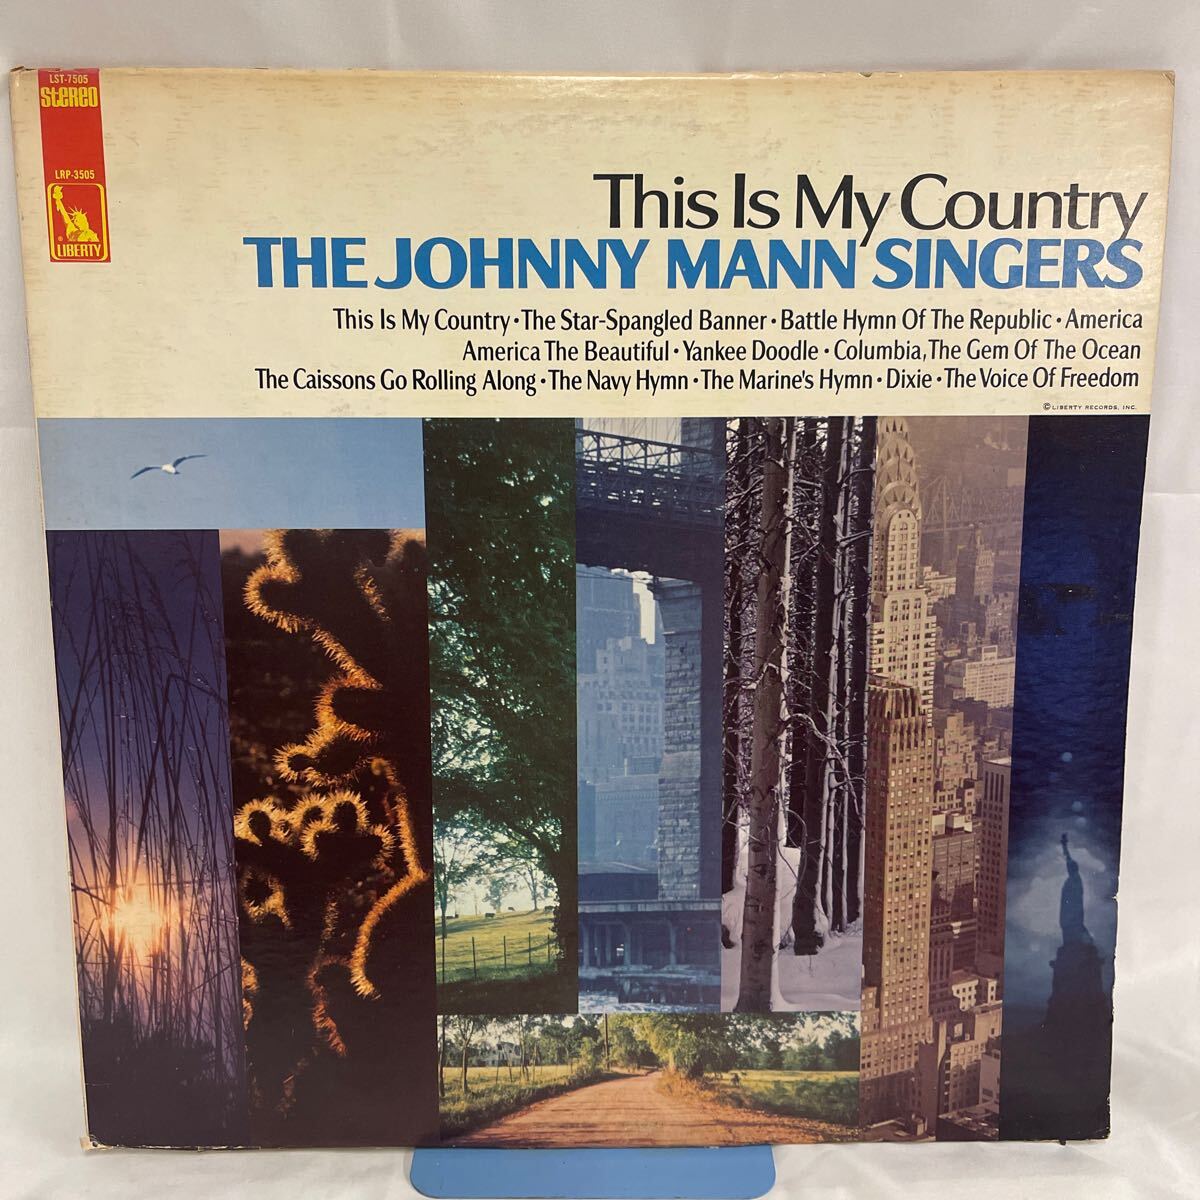 LST-7505
STEREO
LRP-3505
® LIBERTY
This Is My Country
THE JOHNNY MANN SINGERS
This Is My Country • The Star-Spangled Banner • Battle Hymn Of The Republic • America
America The Beautiful • Yankee Doodle • Columbia, The Gem Of The Ocean
The Caissons Go Rolling Along • The Navy Hymn • The Marine's Hymn • Dixie • The Voice Of Freedom
© LIBERTY RECORDS, INC.